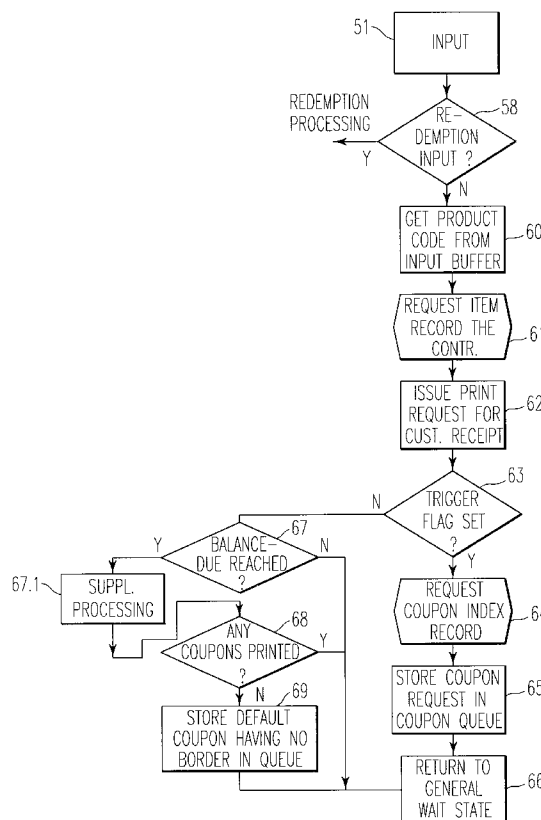 51
INPUT
REDEMPTION
PROCESSING
58
RE-
DEMPTION
INPUT ?
Y
N
GET PRODUCT
CODE FROM
INPUT BUFFER
60
REQUEST ITEM
RECORD THE
CONTR.
61
ISSUE PRINT
REQUEST FOR
CUST. RECEIPT
62
63
TRIGGER
FLAG SET
?
N
Y
67
BALANCE-
DUE REACHED
?
Y
N
67.1
SUPPL.
PROCESSING
REQUEST
COUPON INDEX
RECORD
64
68
ANY
COUPONS PRINTED
?
Y
N
STORE COUPON
REQUEST IN
COUPON QUEUE
65
69
STORE DEFAULT
COUPON HAVING NO
BORDER IN QUEUE
RETURN TO
GENERAL
WAIT STATE
66